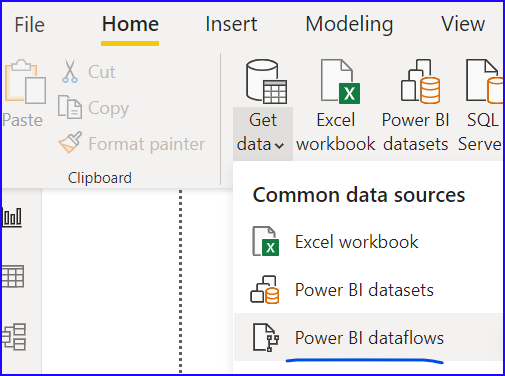 File Home Insert Modeling View
Cut
Copy
Paste
Format painter
Clipboard
Get data
Excel workbook
Power BI datasets
SQL Serve
Common data sources
Excel workbook
Power BI datasets
Power BI dataflows